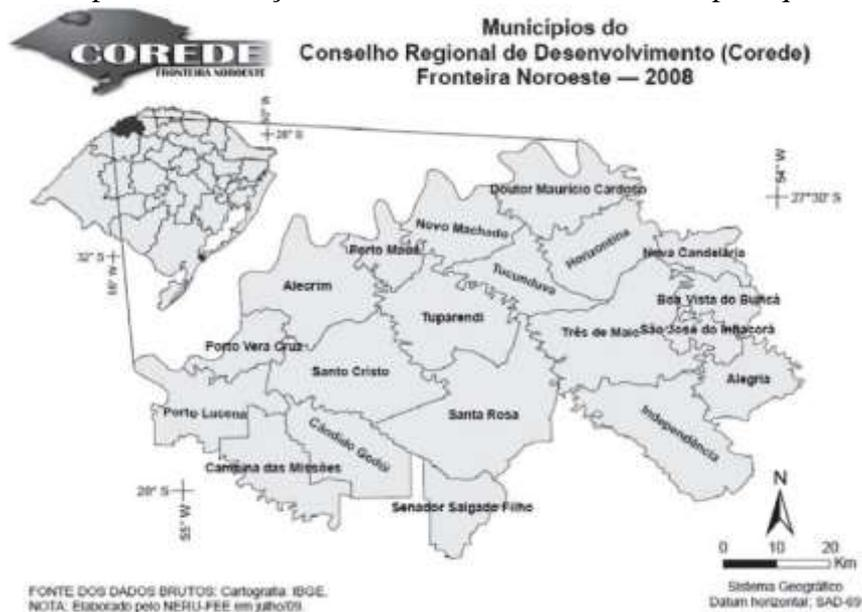 Municípios do
Conselho Regional de Desenvolvimento (Corede)
Fronteira Noroeste — 2008
COREDE
FRONTEIRA NOROESTE
28° S
32° S
54° W
27°30' S
Doutor Maurício Cardoso
Novo Machado
Porto Mauá
Horizontina
Nova Candelária
Tucunduva
Alecrim
Boa Vista do Buricá
Tuparendi
Três de Maio
São José do Inhacorá
Porto Vera Cruz
Santo Cristo
Alegria
Porto Lucena
Santa Rosa
Independência
Cândido Godói
Campina das Missões
28° S
55° W
Senador Salgado Filho
N
0 10 20
Km
Sistema Geográfico
Datum horizontal: SAD-69
FONTE DOS DADOS BRUTOS: Cartografia: IBGE.
NOTA: Elaborado pelo NERU-FEE em julho/09.